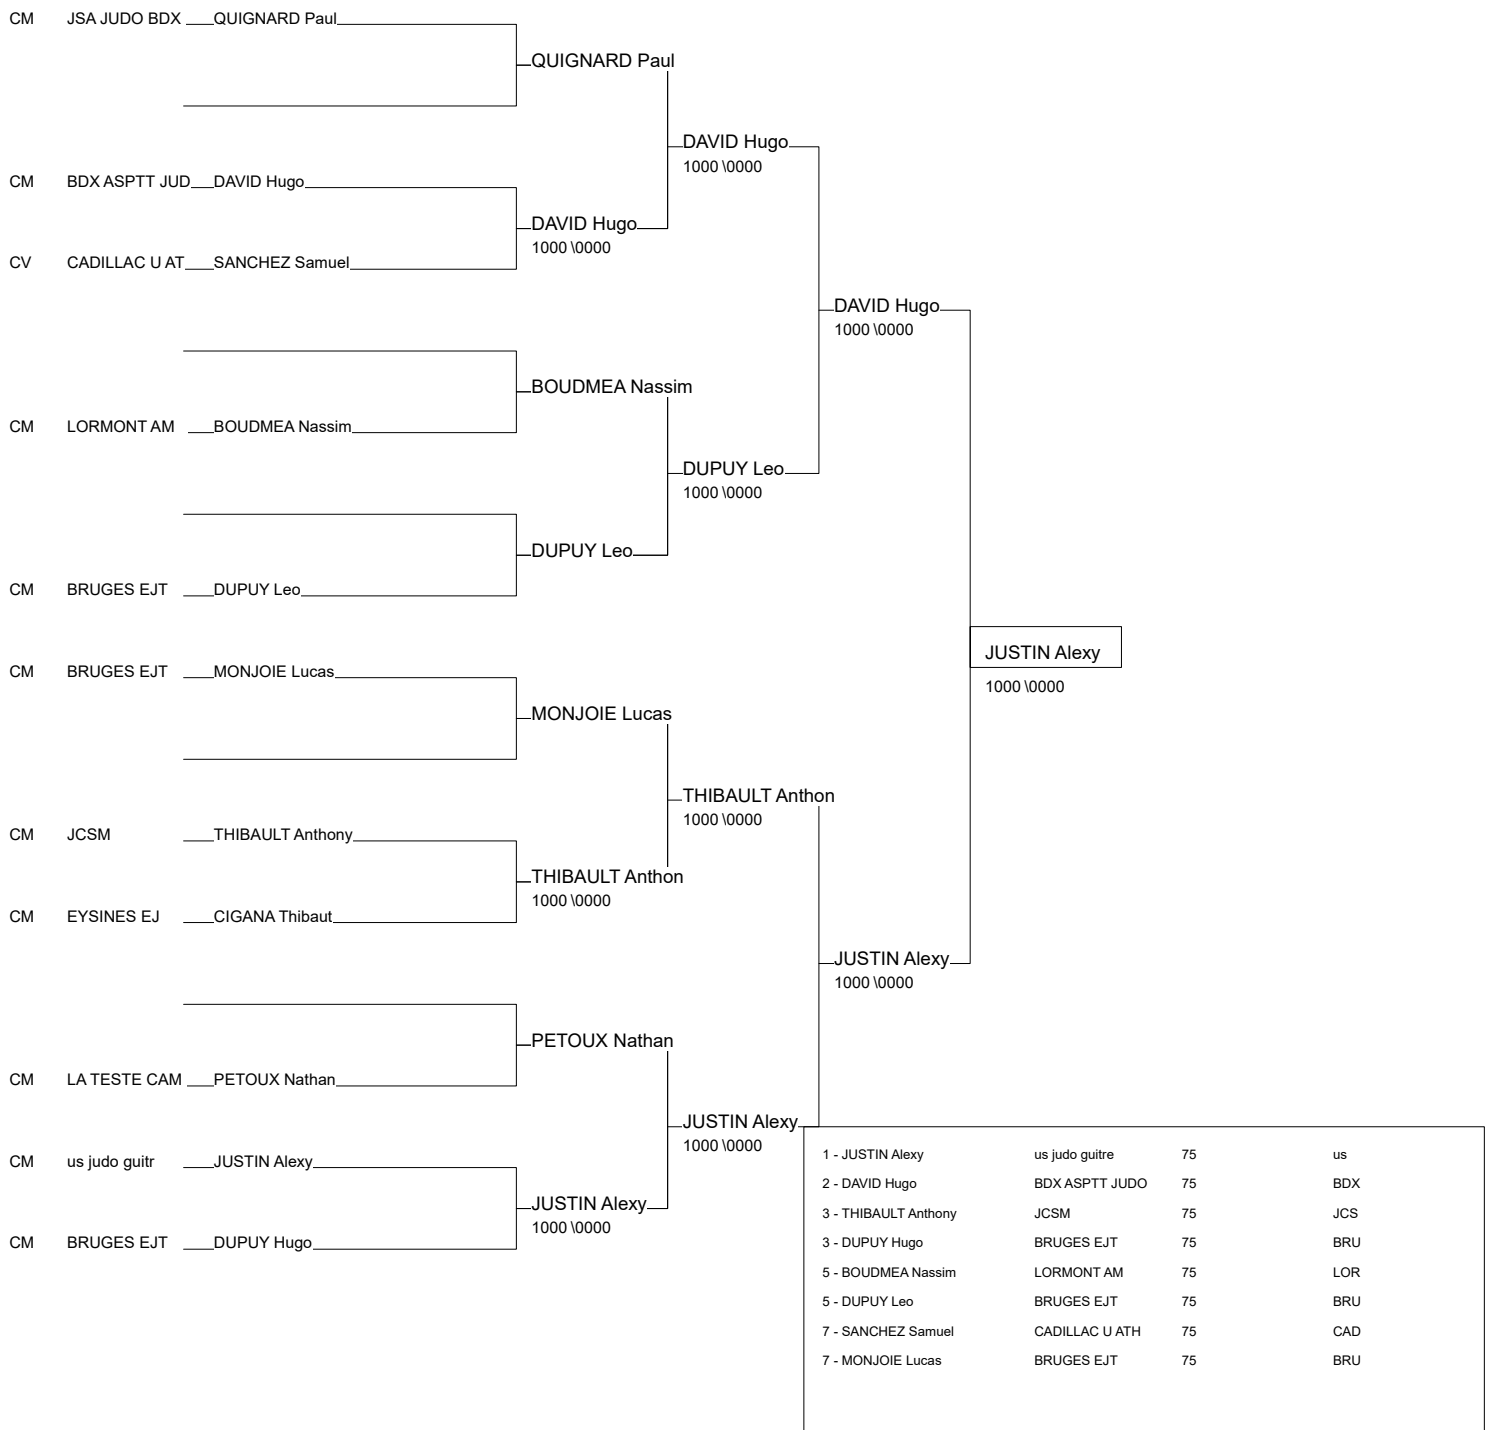 CM JSA JUDO BDX QUIGNARD Paul
QUIGNARD Paul
DAVID Hugo
1000 \0000
CM BDX ASPTT JUD DAVID Hugo
DAVID Hugo
1000 \0000
CV CADILLAC U AT SANCHEZ Samuel
DAVID Hugo
1000 \0000
BOUDMEA Nassim
CM LORMONT AM BOUDMEA Nassim
DUPUY Leo
1000 \0000
DUPUY Leo
CM BRUGES EJT DUPUY Leo
JUSTIN Alexy
1000 \0000
CM BRUGES EJT MONJOIE Lucas
MONJOIE Lucas
THIBAULT Anthon
1000 \0000
CM JCSM THIBAULT Anthony
THIBAULT Anthon
1000 \0000
CM EYSINES EJ CIGANA Thibaut
JUSTIN Alexy
1000 \0000
PETOUX Nathan
CM LA TESTE CAM PETOUX Nathan
JUSTIN Alexy
1000 \0000
CM us judo guitr JUSTIN Alexy
JUSTIN Alexy
1000 \0000
CM BRUGES EJT DUPUY Hugo
1 - JUSTIN Alexy us judo guitre 75 us
2 - DAVID Hugo BDX ASPTT JUDO 75 BDX
3 - THIBAULT Anthony JCSM 75 JCS
3 - DUPUY Hugo BRUGES EJT 75 BRU
5 - BOUDMEA Nassim LORMONT AM 75 LOR
5 - DUPUY Leo BRUGES EJT 75 BRU
7 - SANCHEZ Samuel CADILLAC U ATH 75 CAD
7 - MONJOIE Lucas BRUGES EJT 75 BRU